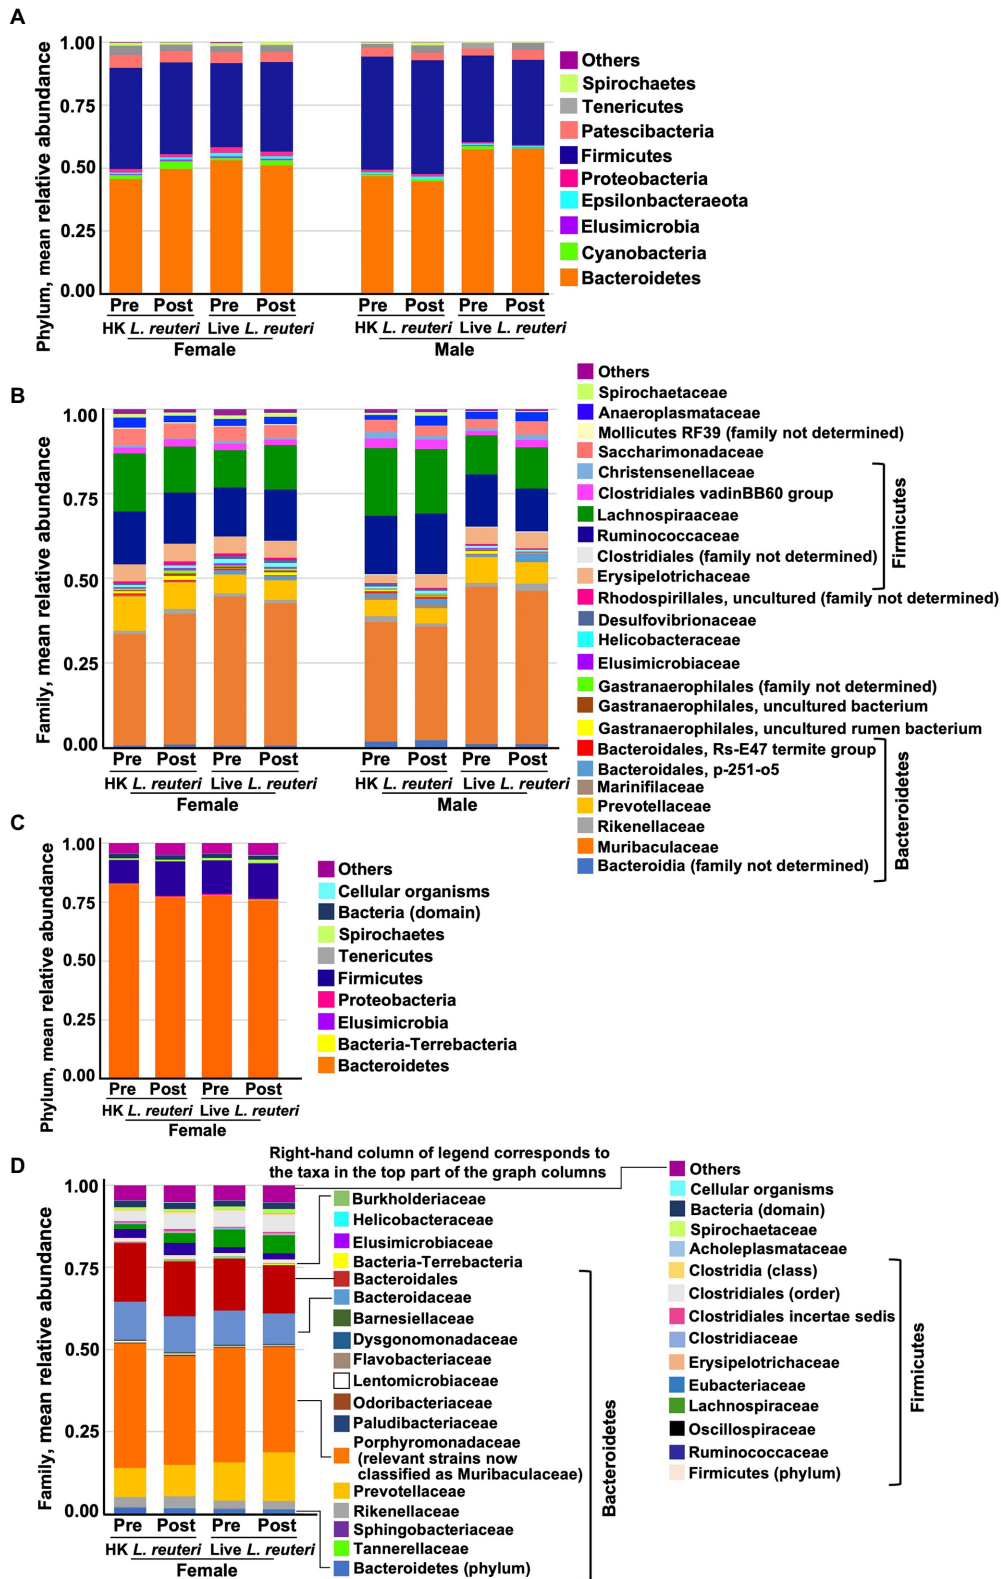 A
Phylum, mean relative abundance
1.00
0.75
0.50
0.25
0.00
Pre Post Pre Post
HK L. reuteri Live L. reuteri
Female
Pre Post Pre Post
HK L. reuteri Live L. reuteri
Male
Others
Spirochaetes
Tenericutes
Patescibacteria
Firmicutes
Proteobacteria
Epsilonbacteraeota
Elusimicrobia
Cyanobacteria
Bacteroidetes
B
Family, mean relative abundance
1.00
0.75
0.50
0.25
0.00
Pre Post Pre Post
HK L. reuteri Live L. reuteri
Female
Pre Post Pre Post
HK L. reuteri Live L. reuteri
Male
Others
Spirochaetaceae
Anaeroplasmataceae
Mollicutes RF39 (family not determined)
Saccharimonadaceae
Christensenellaceae
Clostridiales vadinBB60 group
Lachnospiraaceae
Ruminococcaceae
Clostridiales (family not determined)
Erysipelotrichaceae
Firmicutes
Rhodospirillales, uncultured (family not determined)
Desulfovibrionaceae
Helicobacteraceae
Elusimicrobiaceae
Gastranaerophilales (family not determined)
Gastranaerophilales, uncultured bacterium
Gastranaerophilales, uncultured rumen bacterium
Bacteroidales, Rs-E47 termite group
Bacteroidales, p-251-o5
Marinifilaceae
Prevotellaceae
Rikenellaceae
Muribaculaceae
Bacteroidia (family not determined)
Bacteroidetes
C
Phylum, mean relative abundance
1.00
0.75
0.50
0.25
0.00
Pre Post Pre Post
HK L. reuteri Live L. reuteri
Female
Others
Cellular organisms
Bacteria (domain)
Spirochaetes
Tenericutes
Firmicutes
Proteobacteria
Elusimicrobia
Bacteria-Terrebacteria
Bacteroidetes
D
Right-hand column of legend corresponds to
the taxa in the top part of the graph columns
Family, mean relative abundance
1.00
0.75
0.50
0.25
0.00
Pre Post Pre Post
HK L. reuteri Live L. reuteri
Female
Burkholderiaceae
Helicobacteraceae
Elusimicrobiaceae
Bacteria-Terrebacteria
Bacteroidales
Bacteroidaceae
Barnesiellaceae
Dysgonomonadaceae
Flavobacteriaceae
Lentomicrobiaceae
Odoribacteriaceae
Paludibacteriaceae
Porphyromonadaceae
(relevant strains now
classified as Muribaculaceae)
Prevotellaceae
Rikenellaceae
Sphingobacteriaceae
Tannerellaceae
Bacteroidetes (phylum)
Bacteroidetes
Others
Cellular organisms
Bacteria (domain)
Spirochaetaceae
Acholeplasmataceae
Clostridia (class)
Clostridiales (order)
Clostridiales incertae sedis
Clostridiaceae
Erysipelotrichaceae
Eubacteriaceae
Lachnospiraceae
Oscillospiraceae
Ruminococcaceae
Firmicutes (phylum)
Firmicutes